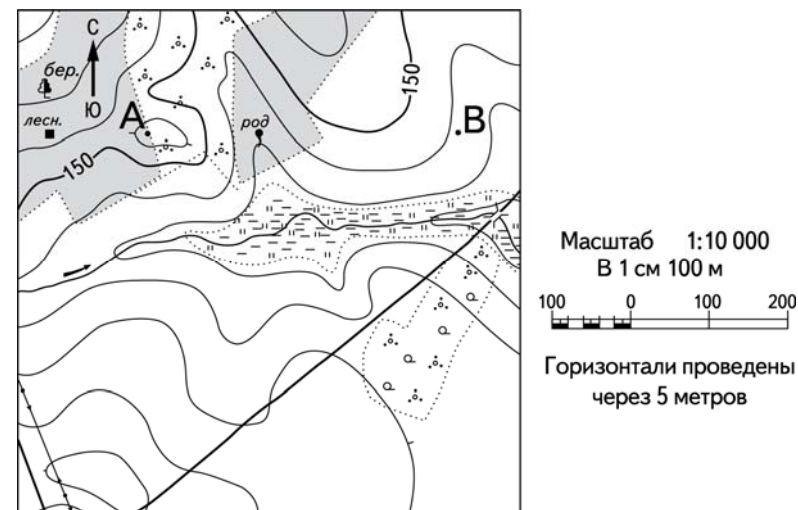 С
бер.
Ю
лесн.
А
род
150
150
В
Масштаб 1:10 000
В 1 см 100 м
100 0 100 200
Горизонтали проведены
через 5 метров